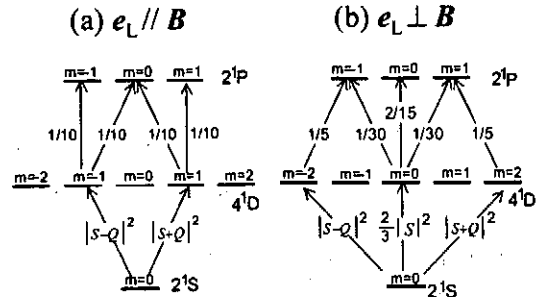 (a) e_L // B
(b) e_L ⊥ B
m=-1 m=0 m=1 2¹P
1/10 1/10 1/10 1/10
m=-2 m=-1 m=0 m=1 m=2
4¹D
|S-Q|² |S+Q|²
m=0
2¹S
m=-1 m=0 m=1 2¹P
2/15
1/5 1/30 1/30 1/5
m=-2 m=-1 m=0 m=1 m=2
4¹D
|S-Q|² 2/3|S|² |S+Q|²
m=0
2¹S